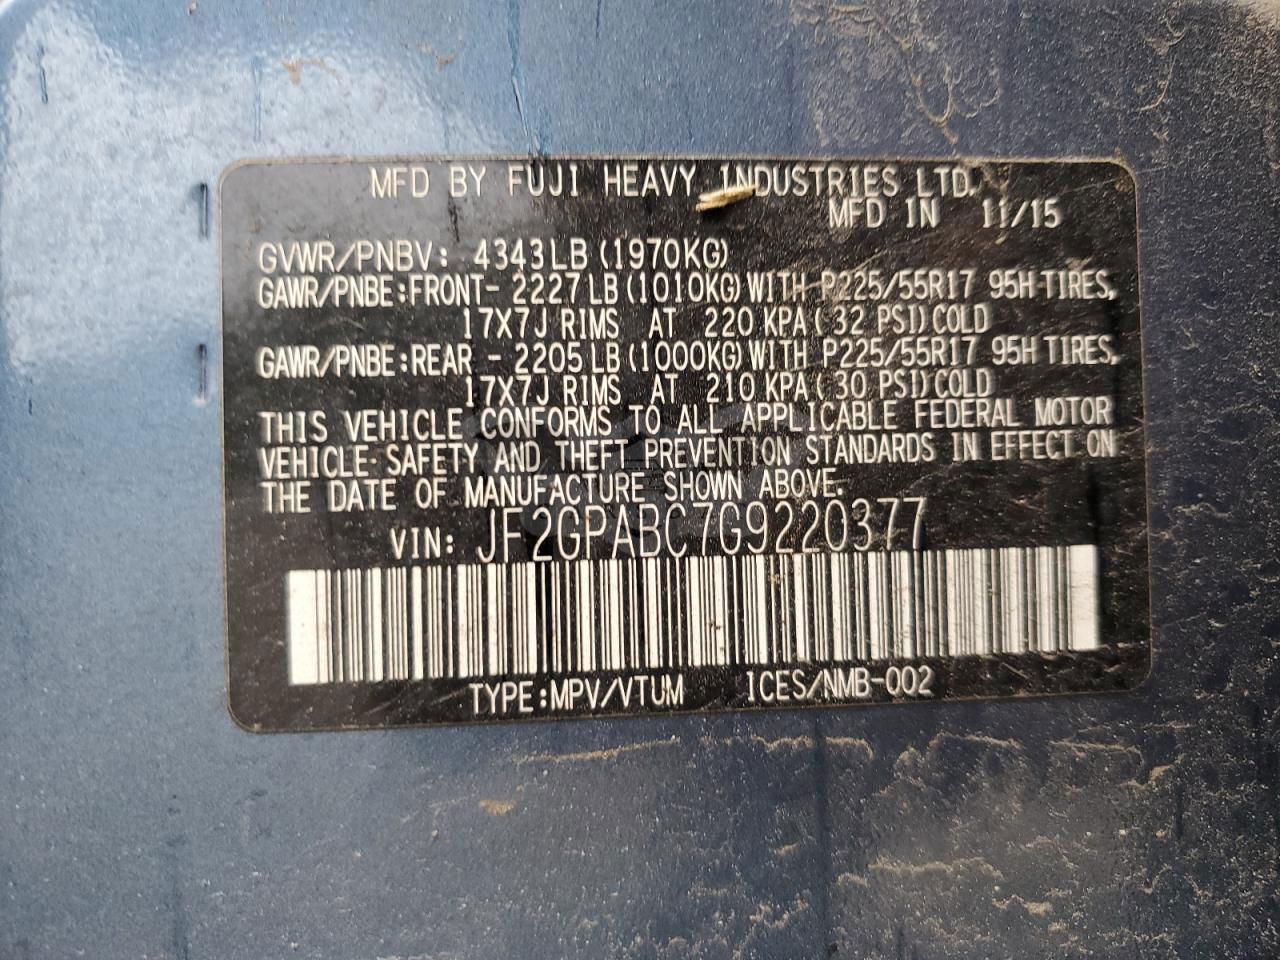 MFD BY FUJI HEAVY INDUSTRIES LTD.
MFD IN 11/15
GVWR/PNBV: 4343LB (1970KG)
GAWR/PNBE:FRONT- 2227 LB (1010KG) WITH P225/55R17 95H TIRES,
17X7J RIMS AT 220 KPA ( 32 PSI) COLD
GAWR/PNBE:REAR - 2205 LB (1000KG) WITH P225/55R17 95H TIRES,
17X7J RIMS AT 210 KPA ( 30 PSI) COLD
THIS VEHICLE CONFORMS TO ALL APPLICABLE FEDERAL MOTOR
VEHICLE SAFETY AND THEFT PREVENTION STANDARDS IN EFFECT ON
THE DATE OF MANUFACTURE SHOWN ABOVE.
VIN: JF2GPABC7G9220377
TYPE:MPV/VTUM ICES/NMB-002